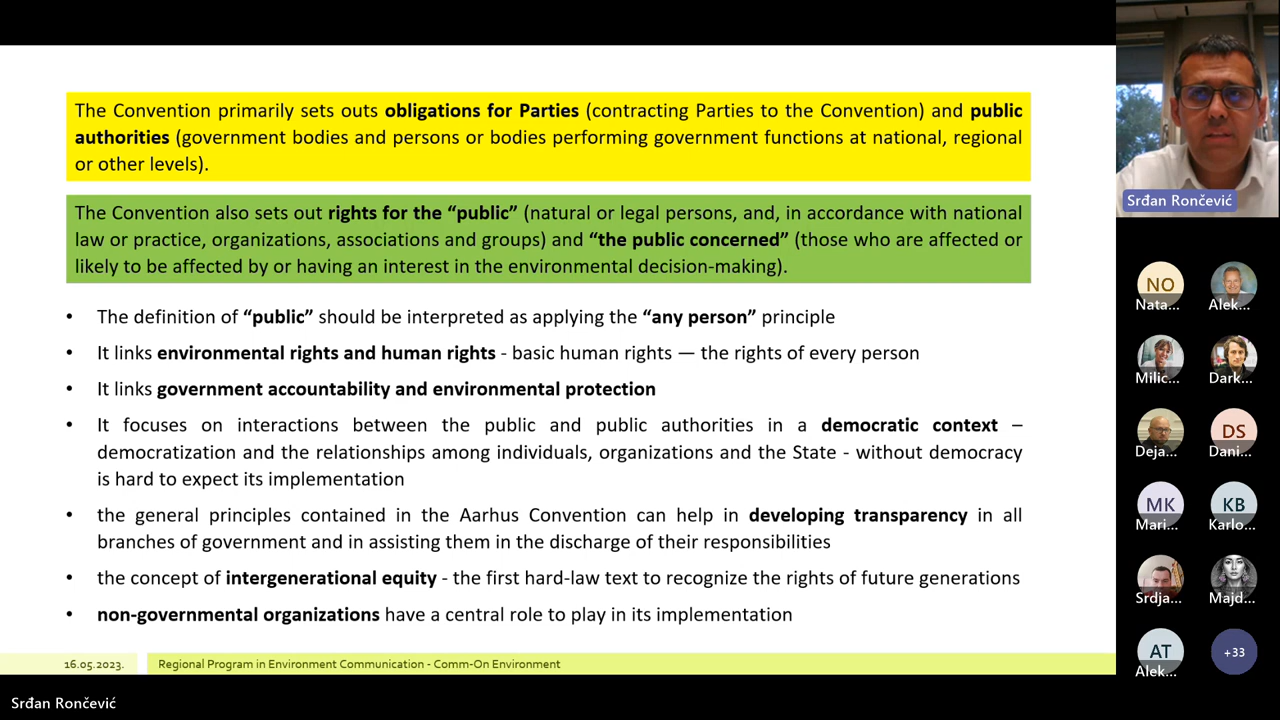 The Convention primarily sets outs obligations for Parties (contracting Parties to the Convention) and public
authorities (government bodies and persons or bodies performing government functions at national, regional
or other levels).
The Convention also sets out rights for the “public” (natural or legal persons, and, in accordance with national
law or practice, organizations, associations and groups) and “the public concerned” (those who are affected or
likely to be affected by or having an interest in the environmental decision-making).
• The definition of “public” should be interpreted as applying the “any person” principle
• It links environmental rights and human rights - basic human rights — the rights of every person
• It links government accountability and environmental protection
• It focuses on interactions between the public and public authorities in a democratic context –
democratization and the relationships among individuals, organizations and the State - without democracy
is hard to expect its implementation
• the general principles contained in the Aarhus Convention can help in developing transparency in all
branches of government and in assisting them in the discharge of their responsibilities
• the concept of intergenerational equity - the first hard-law text to recognize the rights of future generations
• non-governmental organizations have a central role to play in its implementation
16.05.2023.
Regional Program in Environment Communication - Comm-On Environment
Srđan Rončević
Srđan Rončević
NO
Nata...
Alek...
Milic...
Dark...
Deja...
DS
Dani...
MK
Mari...
KB
Karlo...
Srdja...
Majd...
AT
Alek...
+33